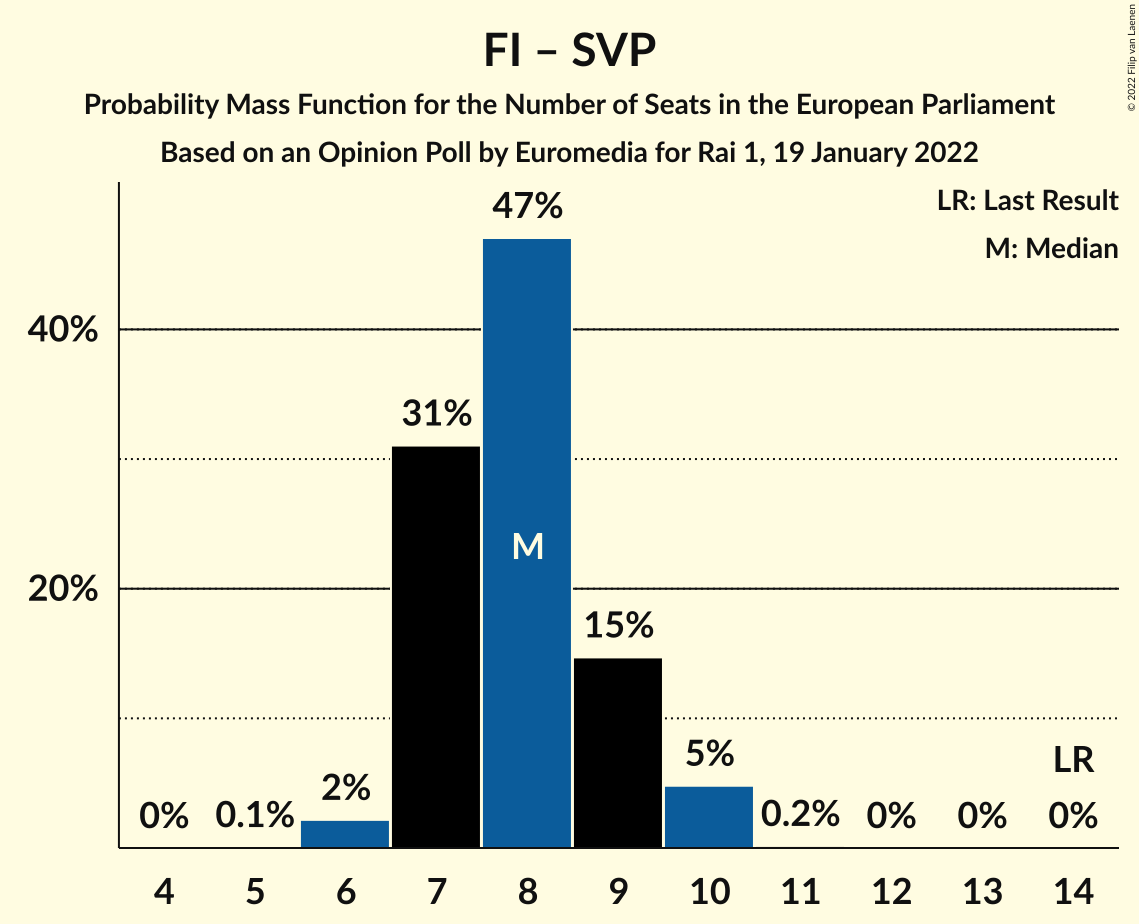 FI – SVP
Probability Mass Function for the Number of Seats in the European Parliament
Based on an Opinion Poll by Euromedia for Rai 1, 19 January 2022
© 2022 Filip van Laenen
LR: Last Result
M: Median
47%
40%
31%
M
20%
15%
5%
LR
2%
0%
0.1%
0.2%
0%
0%
0%
4 5 6 7 8 9 10 11 12 13 14